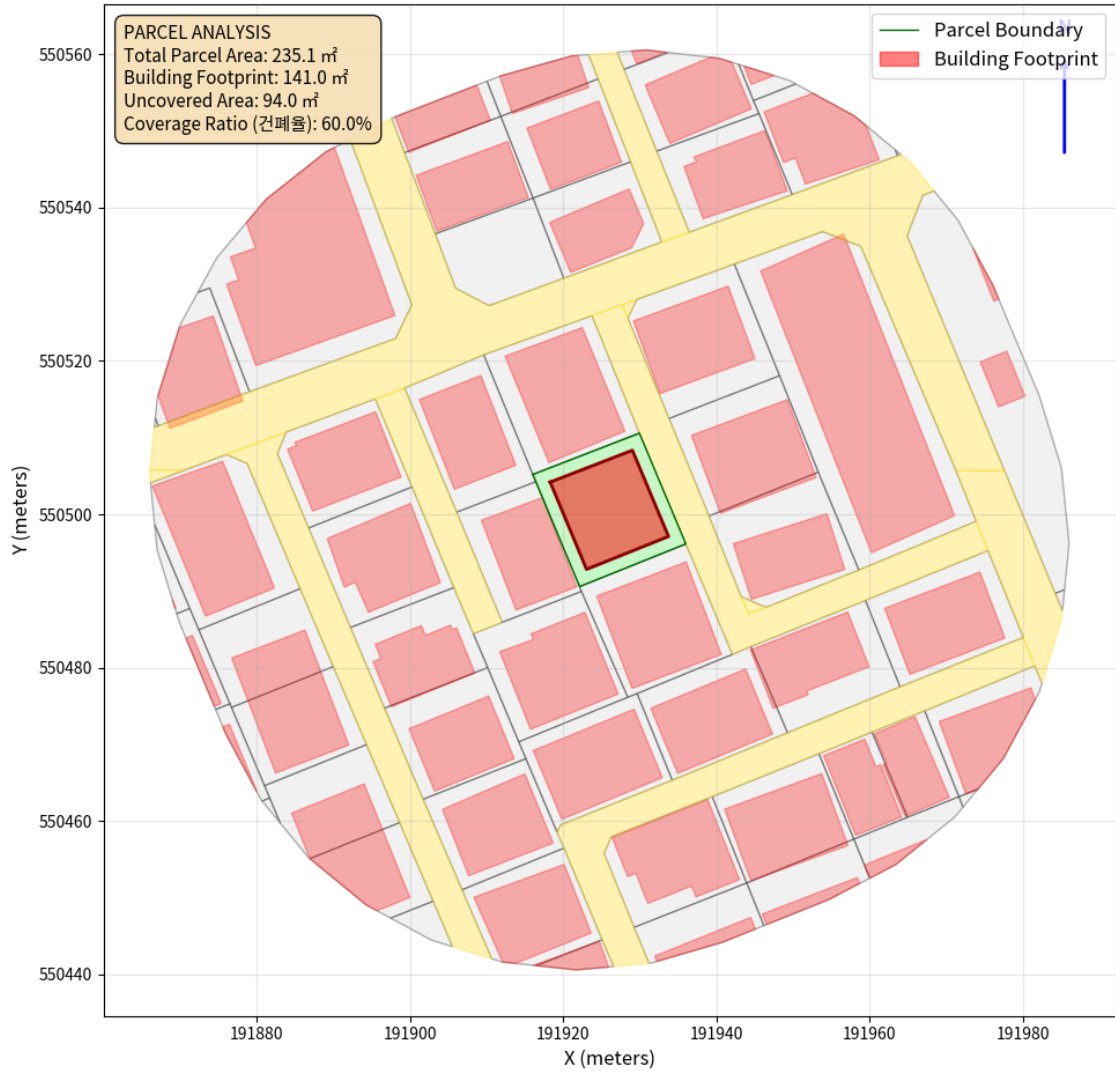 PARCEL ANALYSIS
Total Parcel Area: 235.1 ㎡
Building Footprint: 141.0 ㎡
Uncovered Area: 94.0 ㎡
Coverage Ratio (건폐율): 60.0%
Parcel Boundary
Building Footprint
N
550560
550540
550520
550500
550480
550460
550440
Y (meters)
191880
191900
191920
191940
191960
191980
X (meters)